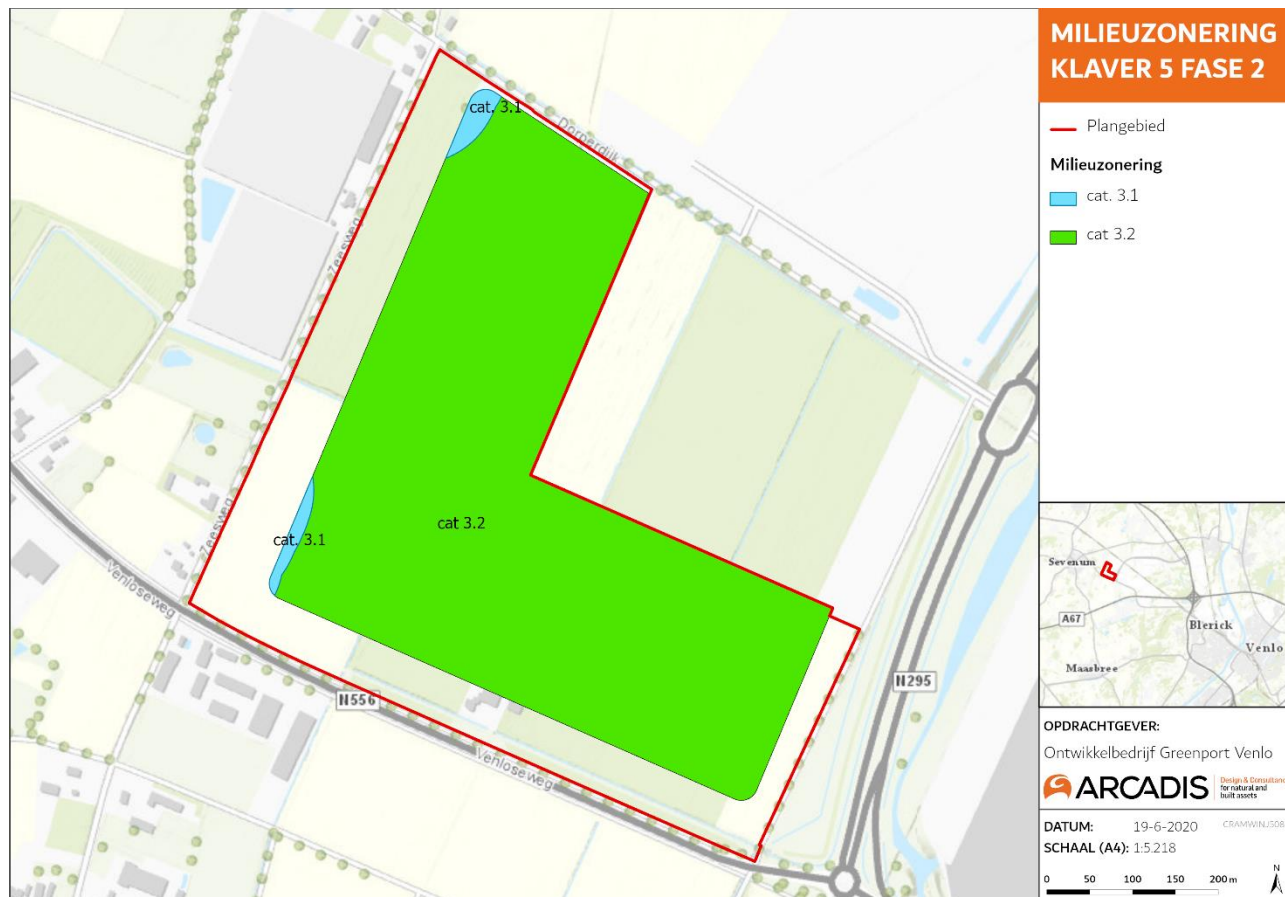 MILIEUZONERING
KLAVER 5 FASE 2
Plangebied
Milieuzonering
cat. 3.1
cat 3.2
cat. 3.1
Dorperdijk
Zeesweg
cat 3.2
cat. 3.1
Zeesweg
Venloseweg
N556
Venloseweg
N295
Sevenum
A67
Blerick
Venlo
Maasbree
OPDRACHTGEVER:
Ontwikkelbedrijf Greenport Venlo
ARCADIS
Design & Consultancy
for natural and
built assets
DATUM: 19-6-2020
SCHAAL (A4): 1:5.218
0 50 100 150 200 m
N